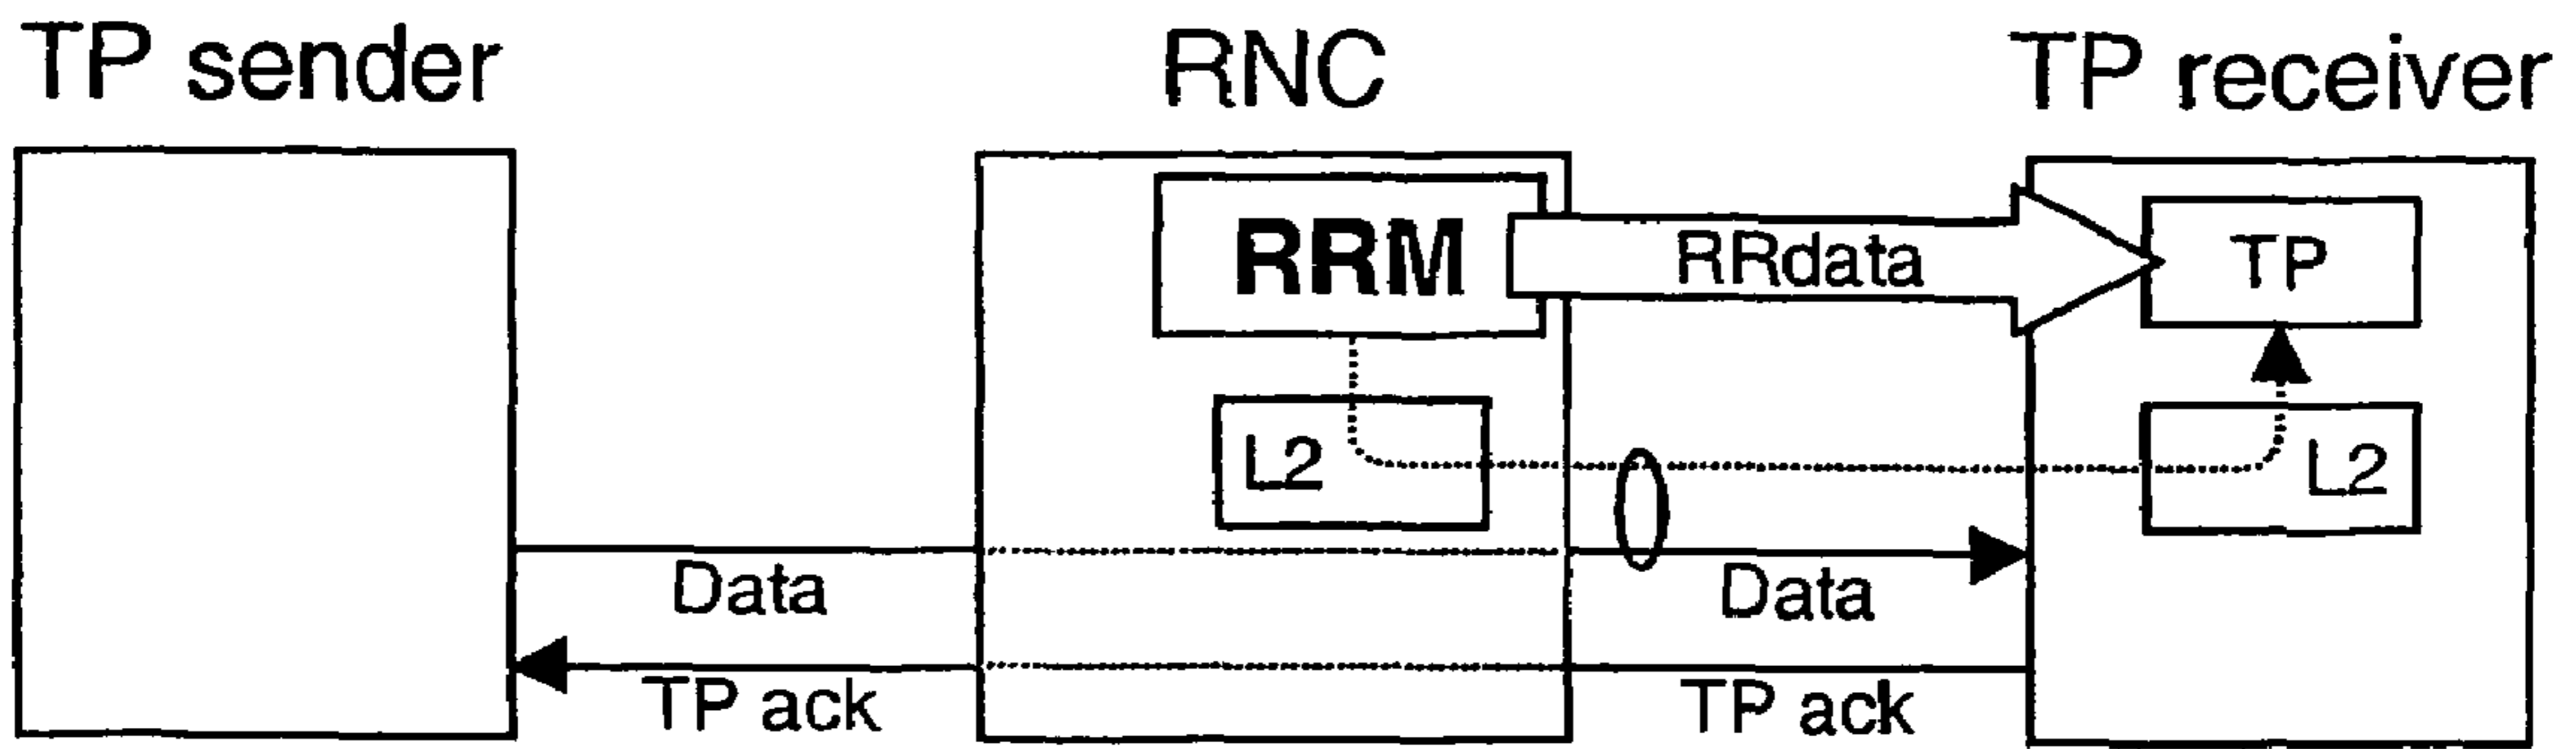 TP sender
RNC
TP receiver
RRM
RRdata
TP
L2
L2
Data
Data
TP ack
TP ack